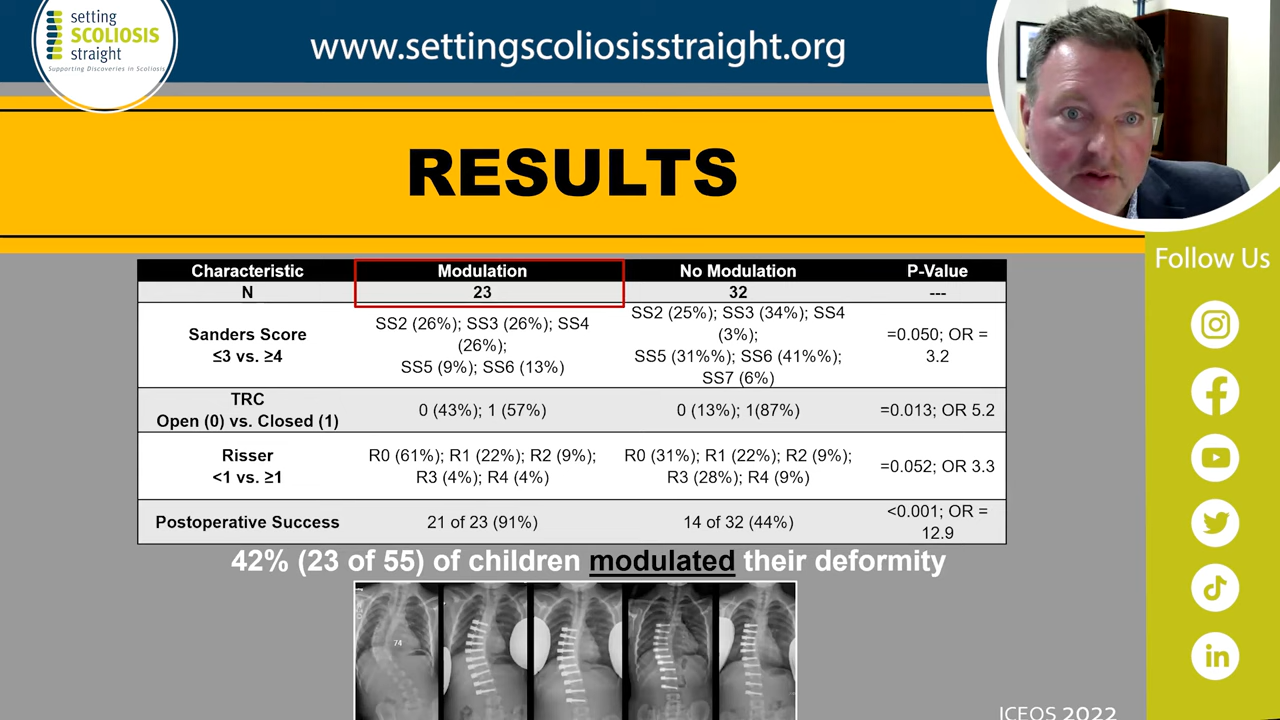 setting
SCOLIOSIS
straight
Supporting Discoveries in Scoliosis
www.settingscoliosisstraight.org
RESULTS
Follow Us
Characteristic Modulation No Modulation P-Value
N 23 32 ---
Sanders Score
≤3 vs. ≥4
SS2 (26%); SS3 (26%); SS4
(26%);
SS5 (9%); SS6 (13%)
SS2 (25%); SS3 (34%); SS4
(3%);
SS5 (31%%); SS6 (41%%);
SS7 (6%)
=0.050; OR =
3.2
TRC
Open (0) vs. Closed (1)
0 (43%); 1 (57%)
0 (13%); 1(87%)
=0.013; OR 5.2
Risser
<1 vs. ≥1
R0 (61%); R1 (22%); R2 (9%);
R3 (4%); R4 (4%)
R0 (31%); R1 (22%); R2 (9%);
R3 (28%); R4 (9%)
=0.052; OR 3.3
Postoperative Success
21 of 23 (91%)
14 of 32 (44%)
<0.001; OR =
12.9
42% (23 of 55) of children modulated their deformity
74
ICEOS 2022